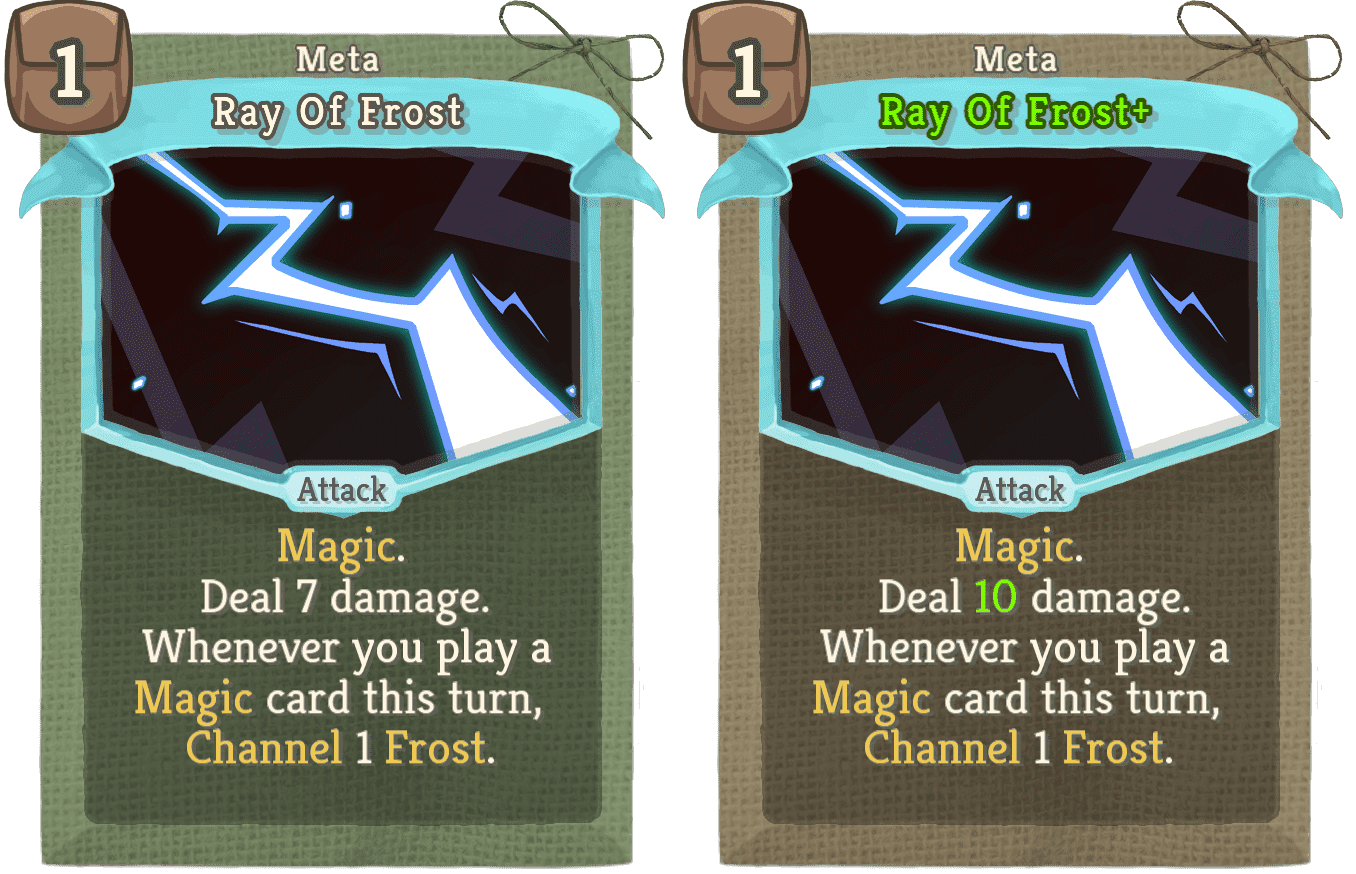 1
Meta
Ray Of Frost
Attack
Magic.
Deal 7 damage.
Whenever you play a
Magic card this turn,
Channel 1 Frost.
1
Meta
Ray Of Frost+
Attack
Magic.
Deal 10 damage.
Whenever you play a
Magic card this turn,
Channel 1 Frost.